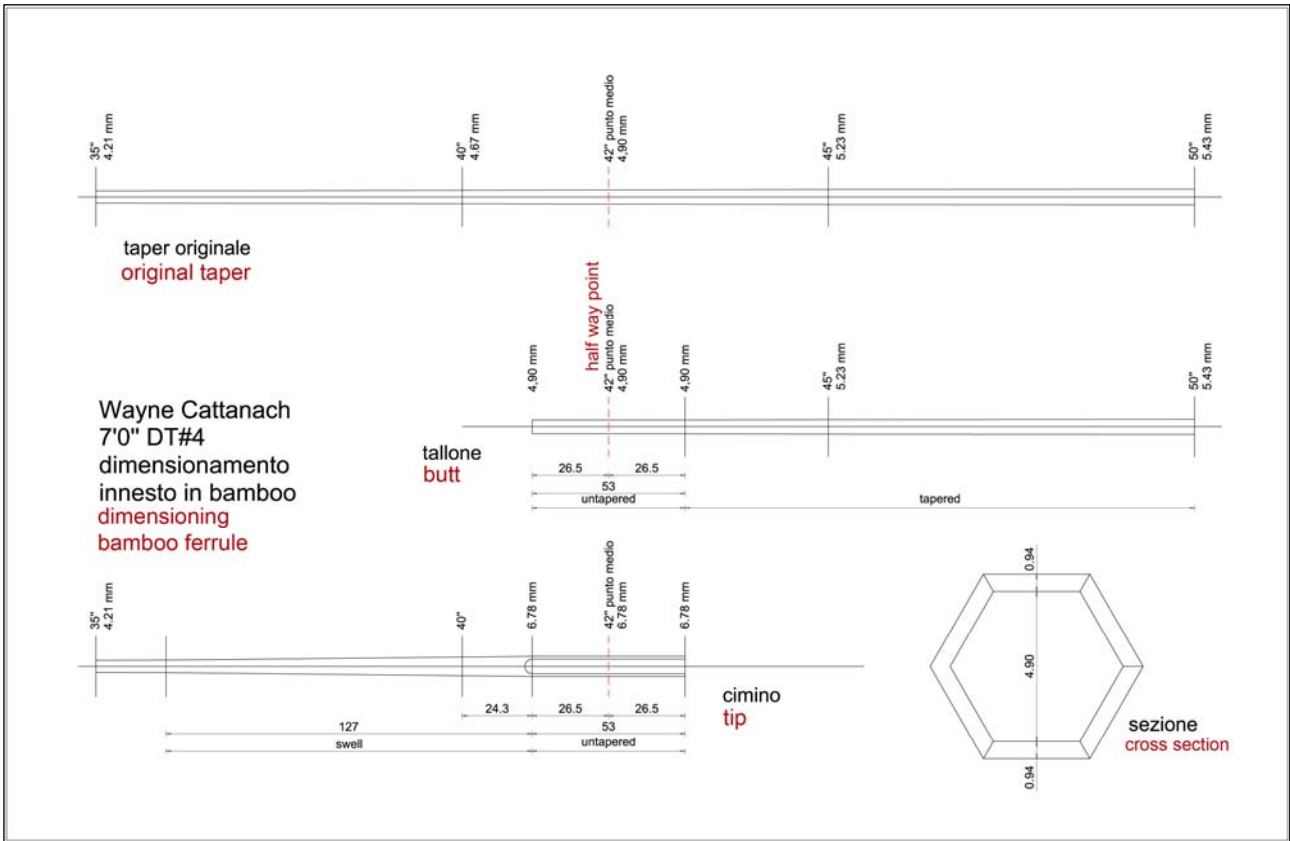 35"
4.21 mm
40"
4.67 mm
42" punto medio
4,90 mm
45"
5.23 mm
50"
5.43 mm
taper originale
original taper
half way point
4,90 mm
42" punto medio
4,90 mm
4,90 mm
45"
5.23 mm
50"
5.43 mm
tallone
butt
26.5
26.5
53
untapered
tapered
Wayne Cattanach
7'0" DT#4
dimensionamento
innesto in bamboo
dimensioning
bamboo ferrule
35"
4.21 mm
40"
6.78 mm
42" punto medio
6.78 mm
6.78 mm
24.3
26.5
26.5
127
53
swell
untapered
cimino
tip
0.94
4.90
0.94
sezione
cross section